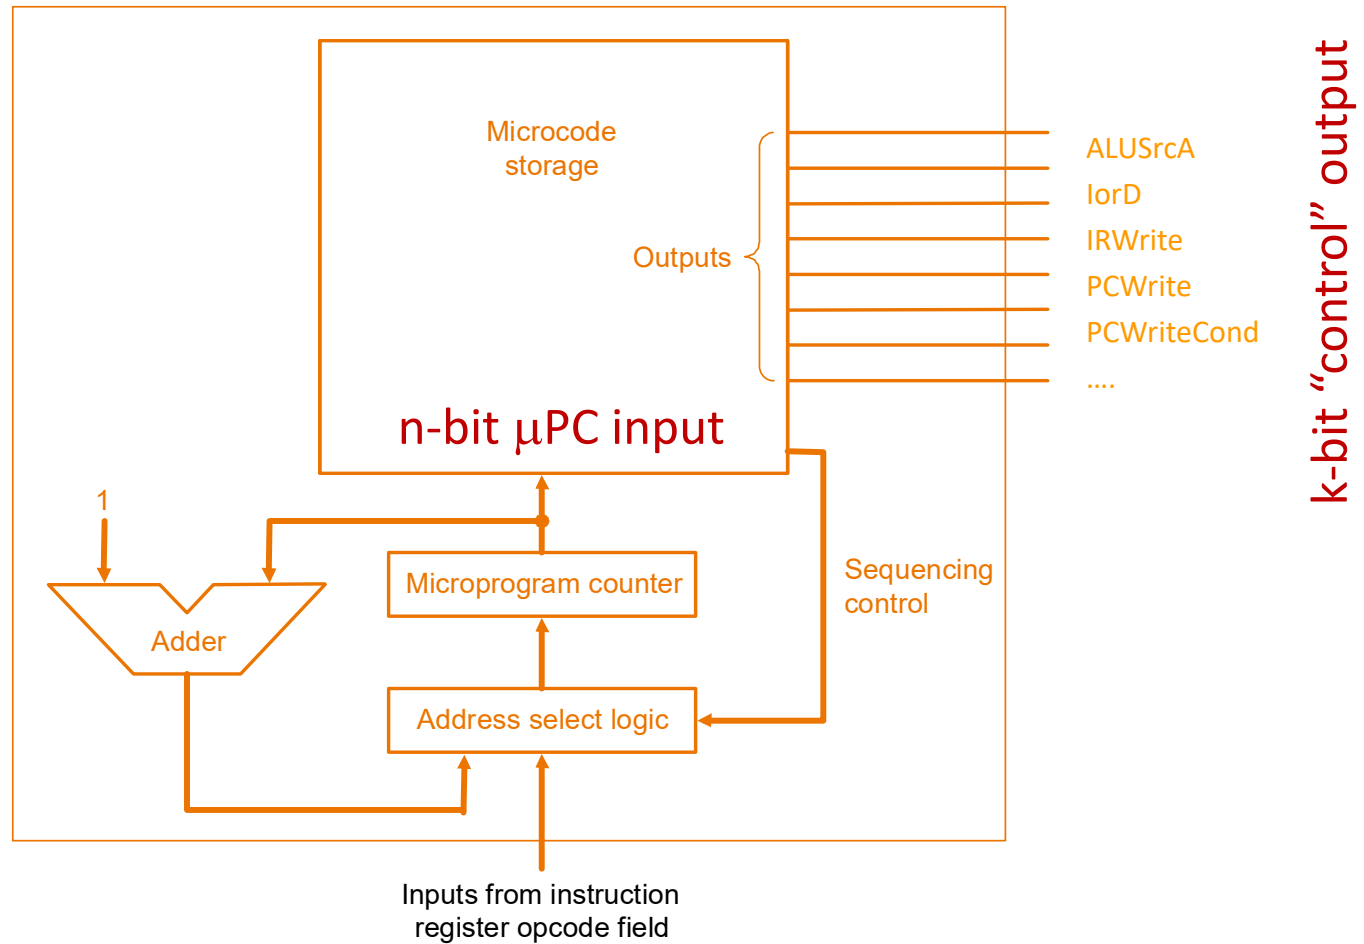 Microcode
storage
Outputs
n-bit μPC input
ALUSrcA
IorD
IRWrite
PCWrite
PCWriteCond
....
k-bit “control” output
1
Adder
Microprogram counter
Address select logic
Sequencing
control
Inputs from instruction
register opcode field